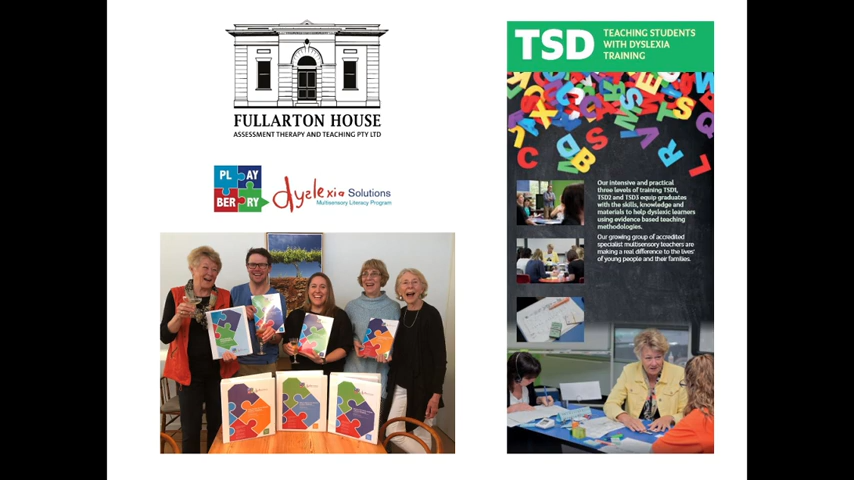 FULLARTON HOUSE
ASSESSMENT THERAPY AND TEACHING PTY LTD
PL AY
BER RY
dyslexia Solutions
Multisensory Literacy Program
TSD
TEACHING STUDENTS
WITH DYSLEXIA
TRAINING
Our intensive and practical
three levels of training TSD1,
TSD2 and TSD3 equip graduates
with the skills, knowledge and
materials to help dyslexic learners
using evidence based teaching
methodologies.
Our growing group of accredited
specialist multisensory teachers are
making a real difference to the lives
of young people and their families.